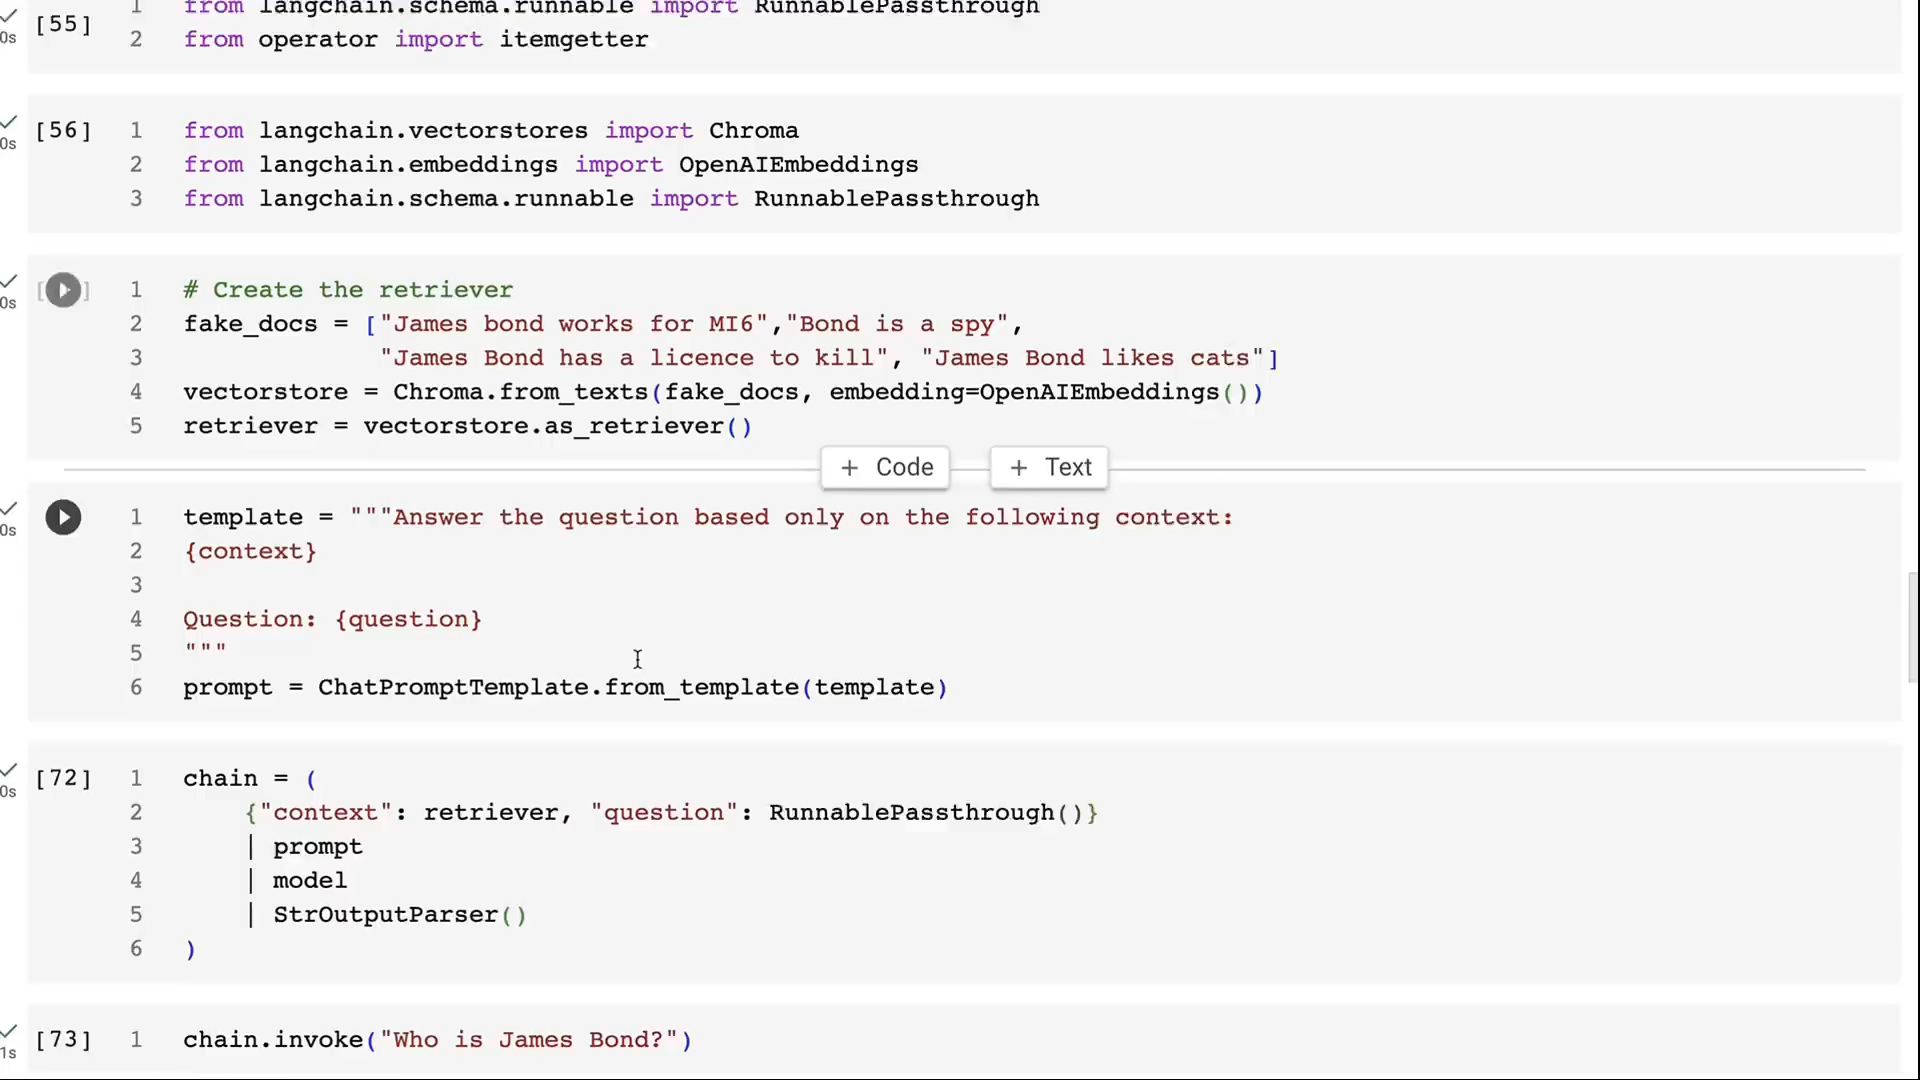 from langchain.schema.runnable import RunnablePassthrough
0s [55] 2 from operator import itemgetter
[56] 1 from langchain.vectorstores import Chroma
0s 2 from langchain.embeddings import OpenAIEmbeddings
3 from langchain.schema.runnable import RunnablePassthrough
[ ] 1 # Create the retriever
0s 2 fake_docs = ["James bond works for MI6","Bond is a spy",
3 "James Bond has a licence to kill", "James Bond likes cats"]
4 vectorstore = Chroma.from_texts(fake_docs, embedding=OpenAIEmbeddings())
5 retriever = vectorstore.as_retriever()
+ Code + Text
1 template = """Answer the question based only on the following context:
0s 2 {context}
3
4 Question: {question}
5 """
6 prompt = ChatPromptTemplate.from_template(template)
[72] 1 chain = (
0s 2 {"context": retriever, "question": RunnablePassthrough()}
3 | prompt
4 | model
5 | StrOutputParser()
6 )
[73] 1 chain.invoke("Who is James Bond?")
1s